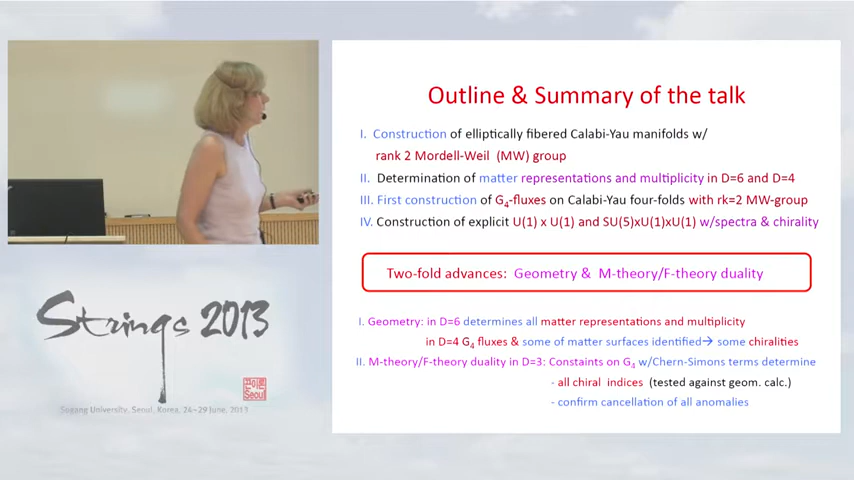 Outline & Summary of the talk
I. Construction of elliptically fibered Calabi-Yau manifolds w/
rank 2 Mordell-Weil (MW) group
II. Determination of matter representations and multiplicity in D=6 and D=4
III. First construction of G4-fluxes on Calabi-Yau four-folds with rk=2 MW-group
IV. Construction of explicit U(1) x U(1) and SU(5)xU(1)xU(1) w/spectra & chirality
Two-fold advances: Geometry & M-theory/F-theory duality
I. Geometry: in D=6 determines all matter representations and multiplicity
in D=4 G4 fluxes & some of matter surfaces identified→ some chiralities
II. M-theory/F-theory duality in D=3: Constaints on G4 w/Chern-Simons terms determine
- all chiral indices (tested against geom. calc.)
- confirm cancellation of all anomalies
Strings 2013
Seoul
Sogang University, Seoul, Korea, 24~29 June, 2013